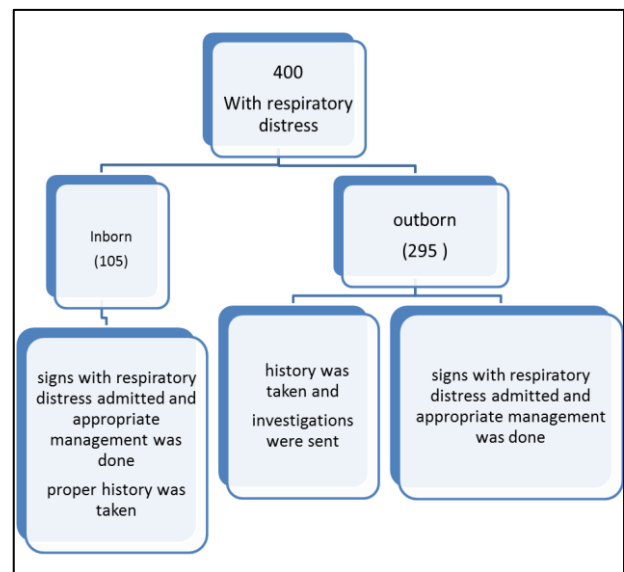 400
With respiratory
distress
Inborn
(105)
outborn
(295 )
signs with respiratory
distress admitted and
appropriate
management was
done
proper history was
taken
history was
taken and
investigations
were sent
signs with respiratory
distress admitted and
appropriate management
was done